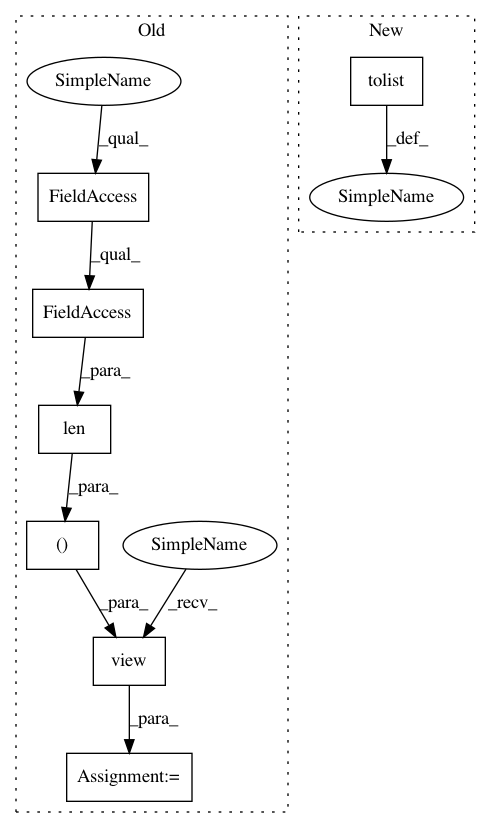 Old
New
SimpleName
tolist
_qual_
_def_
FieldAccess
SimpleName
_qual_
FieldAccess
_para_
len
_para_
()
SimpleName
_para_
_recv_
view
_para_
Assignment:=